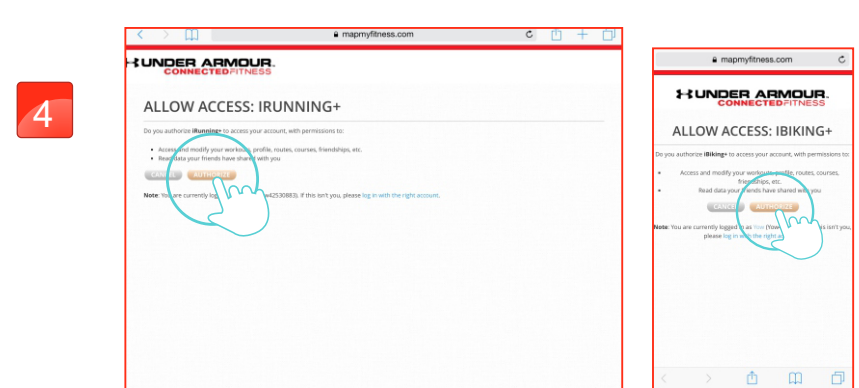 4
mapmyfitness.com
UNDER ARMOUR
CONNECTEDFITNESS
ALLOW ACCESS: IRUNNING+
Do you authorize iRunning+ to access your account, with permissions to:
Access and modify your workouts, profile, routes, courses, friendships, etc.
Read data your friends have shared with you
CANCEL AUTHORIZE
Note: You are currently log w42530883). If this isn't you, please log in with the right account.
mapmyfitness.com
UNDER ARMOUR
CONNECTEDFITNESS
ALLOW ACCESS: IBIKING+
Do you authorize iBiking+ to access your account, with permissions to:
Access and modify your workouts, profile, routes, courses,
friendships, etc.
Read data your friends have shared with you
CANCEL AUTHORIZE
Note: You are currently logged in as Yow (Yow is isn't you,
please log in with the right a